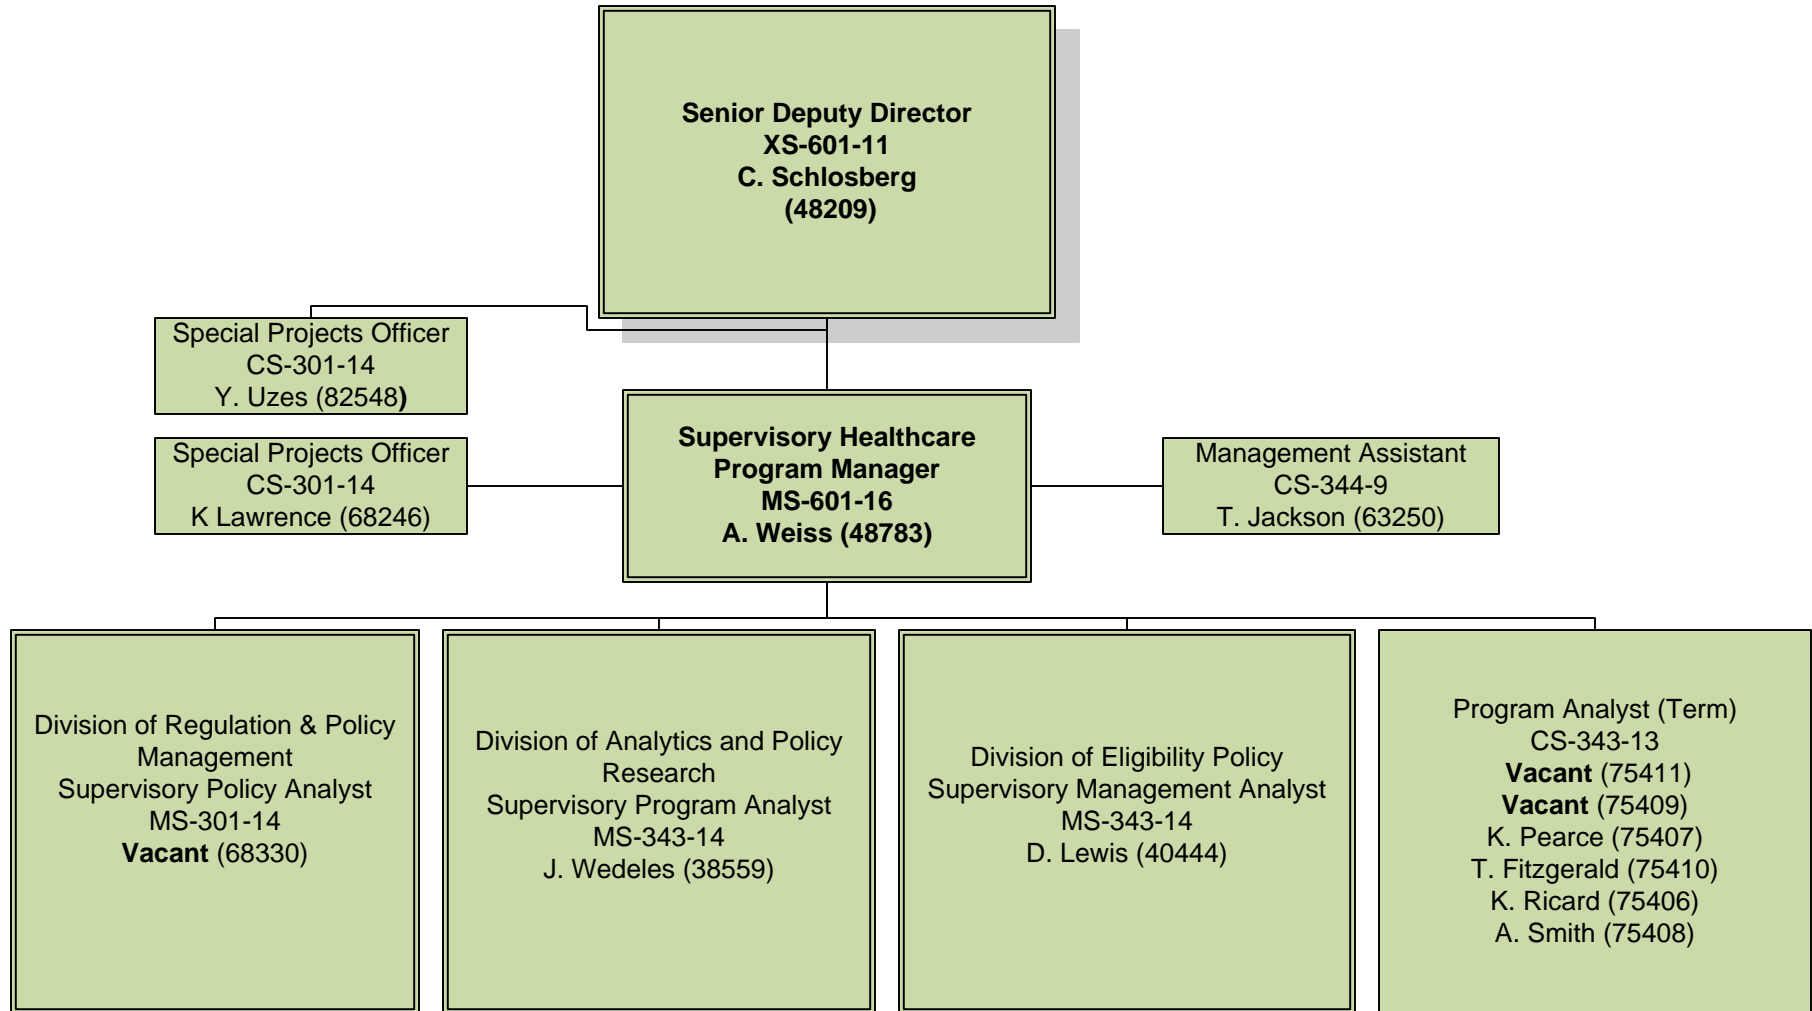 Senior Deputy Director
XS-601-11
C. Schlosberg
(48209)
Special Projects Officer
CS-301-14
Y. Uzes (82548)
Special Projects Officer
CS-301-14
K Lawrence (68246)
Supervisory Healthcare
Program Manager
MS-601-16
A. Weiss (48783)
Management Assistant
CS-344-9
T. Jackson (63250)
Division of Regulation & Policy
Management
Supervisory Policy Analyst
MS-301-14
Vacant (68330)
Division of Analytics and Policy
Research
Supervisory Program Analyst
MS-343-14
J. Wedeles (38559)
Division of Eligibility Policy
Supervisory Management Analyst
MS-343-14
D. Lewis (40444)
Program Analyst (Term)
CS-343-13
Vacant (75411)
Vacant (75409)
K. Pearce (75407)
T. Fitzgerald (75410)
K. Ricard (75406)
A. Smith (75408)